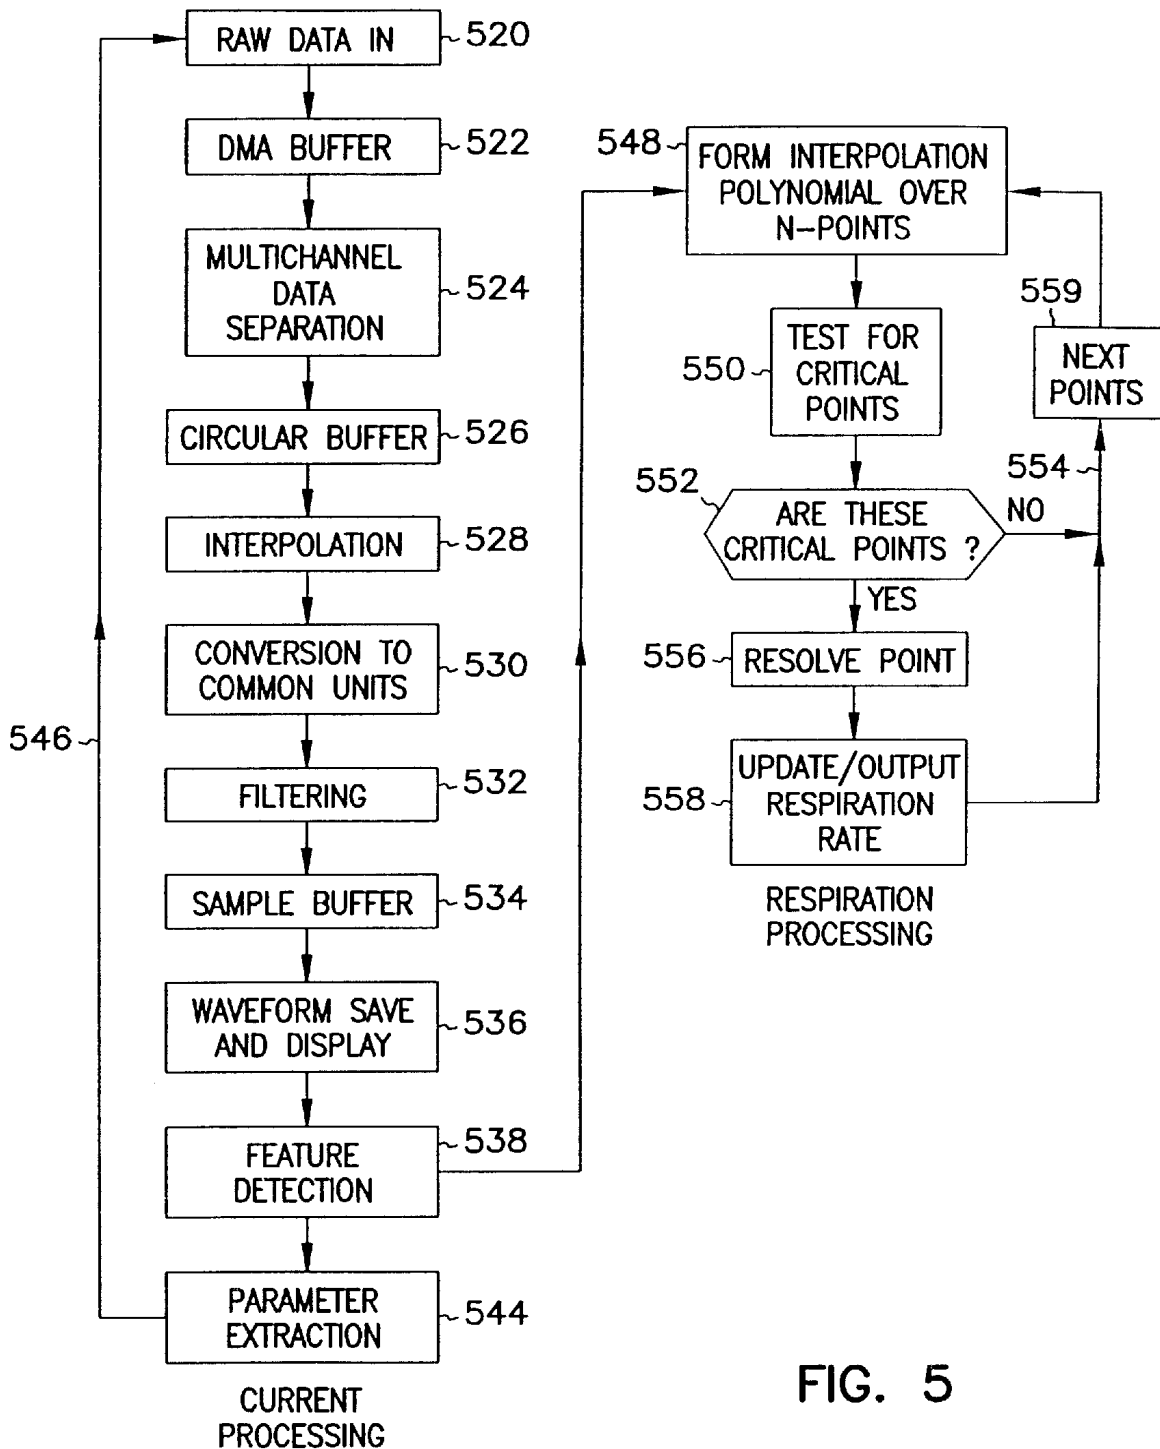 RAW DATA IN
520
DMA BUFFER
522
MULTICHANNEL
DATA
SEPARATION
524
CIRCULAR BUFFER
526
INTERPOLATION
528
CONVERSION TO
COMMON UNITS
530
546
FILTERING
532
SAMPLE BUFFER
534
WAVEFORM SAVE
AND DISPLAY
536
FEATURE
DETECTION
538
PARAMETER
EXTRACTION
544
CURRENT
PROCESSING
548
FORM INTERPOLATION
POLYNOMIAL OVER
N-POINTS
559
NEXT
POINTS
550
TEST FOR
CRITICAL
POINTS
554
552
ARE THESE
CRITICAL POINTS ?
NO
YES
556
RESOLVE POINT
558
UPDATE/OUTPUT
RESPIRATION
RATE
RESPIRATION
PROCESSING
FIG. 5